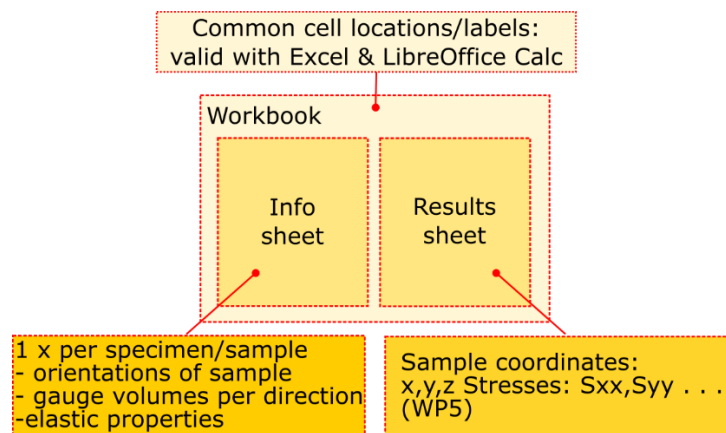 Common cell locations/labels:
valid with Excel & LibreOffice Calc
Workbook
Info
sheet
Results
sheet
1 x per specimen/sample
- orientations of sample
- gauge volumes per direction
-elastic properties
Sample coordinates:
x,y,z Stresses: Sxx,Syy . . .
(WP5)